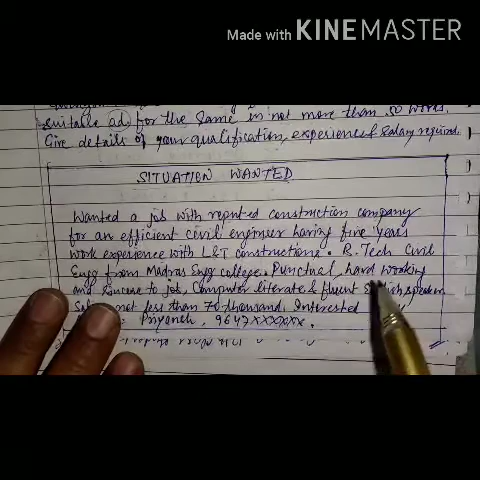 Made with KINEMASTER
suitable ad for the same in not more than 50 words.
Give details of your qualification, experience & salary required.
SITUATION WANTED
Wanted a job with reputed construction company
for an efficient civil engineer having five years
work experience with L&T constructions. B.Tech Civil
Engg from Madras Engg college. Punctual, hard working
and sincere to job, Computer literate & fluent speaker.
not less than 70 thousand, Interested
: Priyansh, 9647XXXXXX.